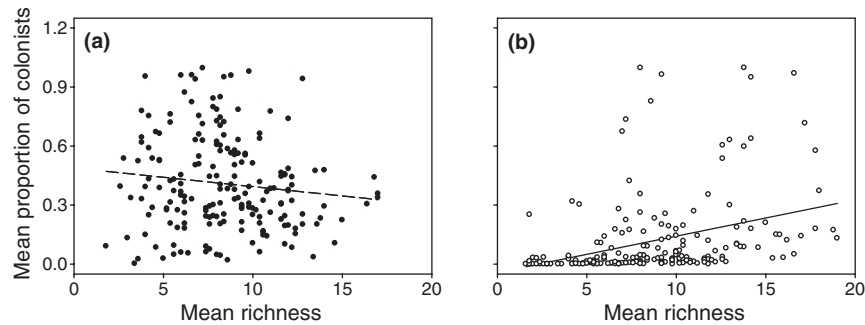 (a)
(b)
Mean proportion of colonists
1.2
0.9
0.6
0.3
0.0
0 5 10 15 20
0 5 10 15 20
Mean richness
Mean richness